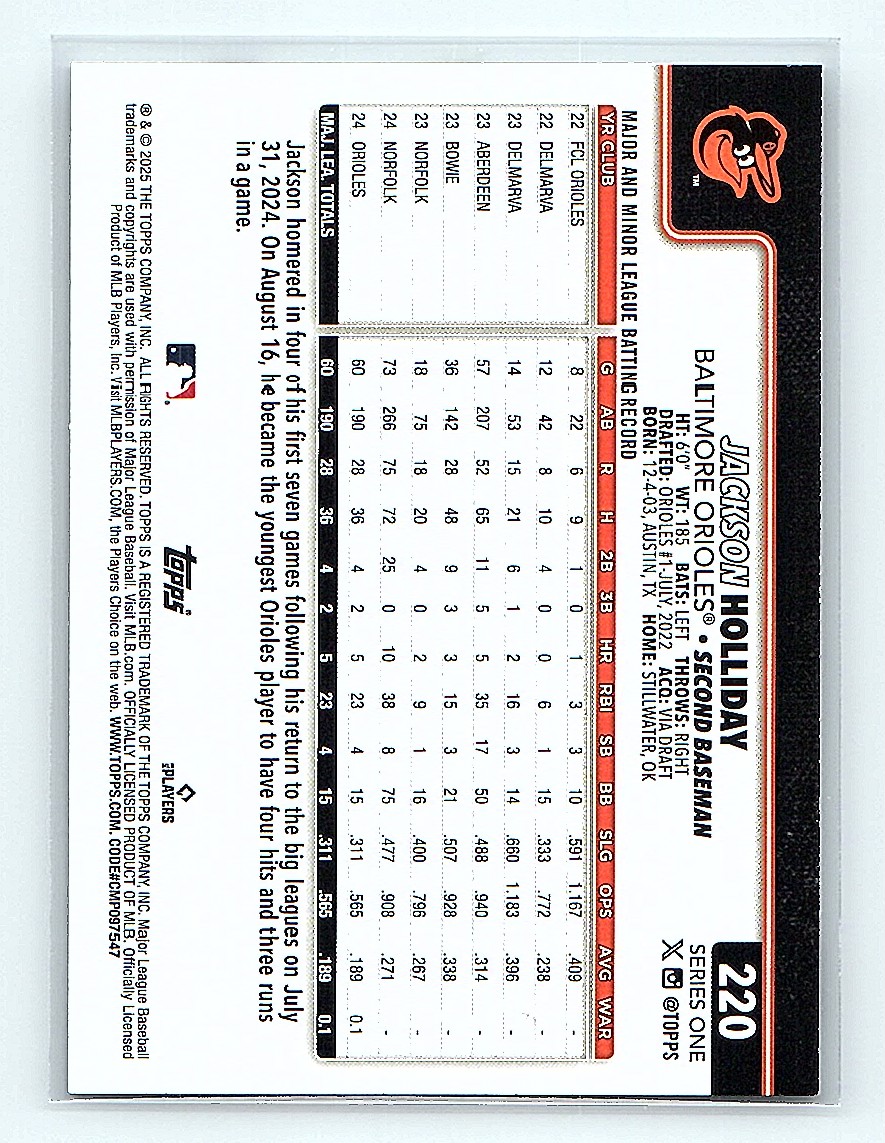 220
JACKSON HOLLIDAY
BALTIMORE ORIOLES® • SECOND BASEMAN
SERIES ONE
HT: 6'0" WT: 185 BATS: LEFT THROWS: RIGHT
DRAFTED: ORIOLES #1-JULY, 2022 ACQ: VIA DRAFT
BORN: 12-4-03, AUSTIN, TX HOME: STILLWATER, OK
X @TOPPS
TM
MAJOR AND MINOR LEAGUE BATTING RECORD
YR CLUB G AB R H 2B 3B HR RBI SB BB SLG OPS AVG WAR
22 FCL ORIOLES 8 22 6 9 1 0 1 3 3 10 .591 1.167 .409 -
22 DELMARVA 12 42 8 10 4 0 0 6 1 15 .333 .772 .238 -
23 DELMARVA 14 53 15 21 6 1 2 16 3 14 .660 1.183 .396 -
23 ABERDEEN 57 207 52 65 11 5 5 35 17 50 .488 .940 .314 -
23 BOWIE 36 142 28 48 9 3 3 15 3 21 .507 .928 .338 -
23 NORFOLK 18 75 18 20 4 0 2 9 1 16 .400 .796 .267 -
24 NORFOLK 73 266 75 72 25 0 10 38 8 75 .477 .908 .271 -
24 ORIOLES 60 190 28 36 4 2 5 23 4 15 .311 .565 .189 0.1
MAJ. LEA. TOTALS 60 190 28 36 4 2 5 23 4 15 .311 .565 .189 0.1
Jackson homered in four of his first seven games following his return to the big leagues on July
31, 2024. On August 16, he became the youngest Orioles player to have four hits and three runs
in a game.
topps®
MLB PLAYERS
® & © 2025 THE TOPPS COMPANY, INC. ALL RIGHTS RESERVED. TOPPS IS A REGISTERED TRADEMARK OF THE TOPPS COMPANY, INC. Major League Baseball
trademarks and copyrights are used with permission of Major League Baseball. Visit MLB.com. OFFICIALLY LICENSED PRODUCT OF MLB. Officially Licensed
Product of MLB Players, Inc. Visit MLBPLAYERS.COM, the Players Choice on the web. WWW.TOPPS.COM. CODE#CMP097547